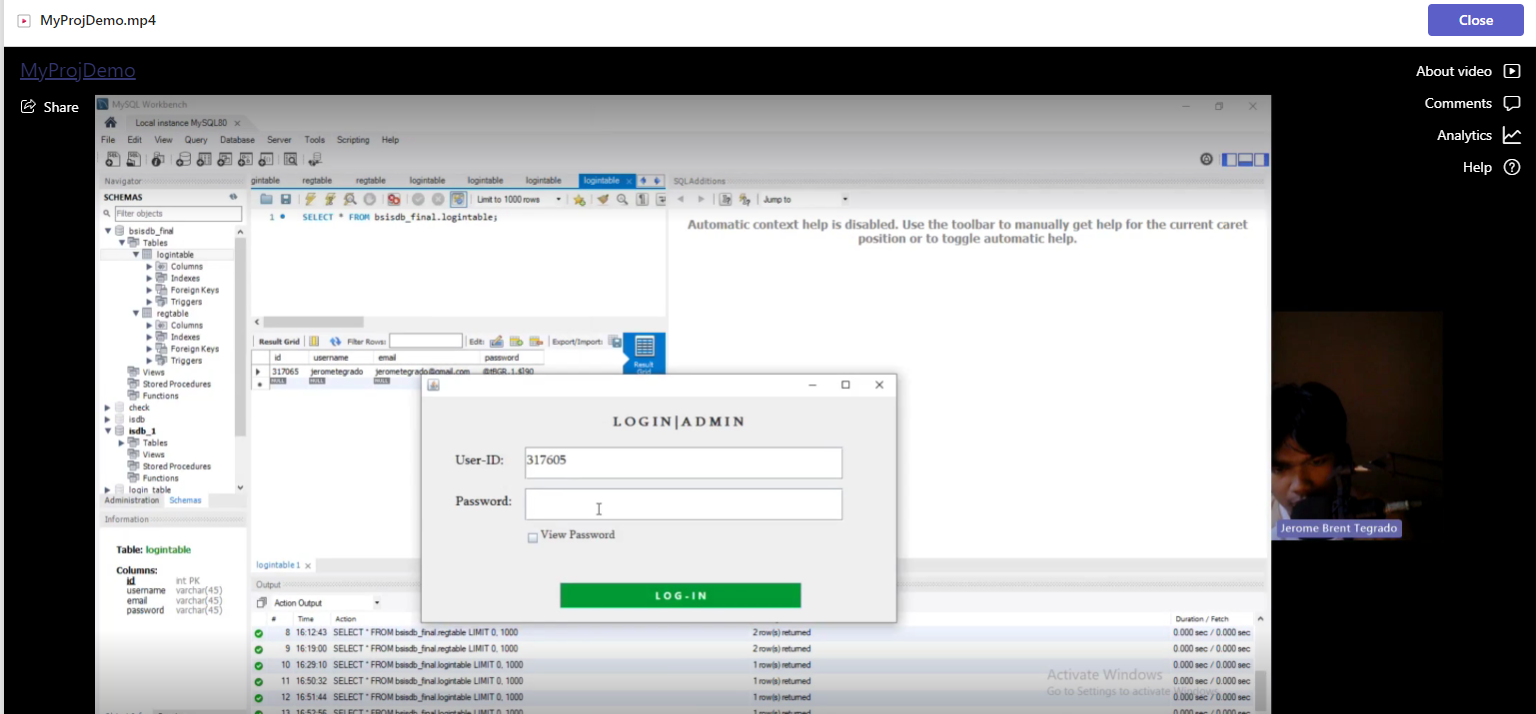 MyProjDemo.mp4
Close
MyProjDemo
About video
Share
Comments
Analytics
Help
MySQL Workbench
Local instance MySQL80 ×
File Edit View Query Database Server Tools Scripting Help
Navigator
SCHEMAS
Filter objects
bsisdb_final
Tables
logintable
Columns
Indexes
Foreign Keys
Triggers
regtable
Columns
Indexes
Foreign Keys
Triggers
Views
Stored Procedures
Functions
check
isdb
isdb_1
Tables
Views
Stored Procedures
Functions
login_table
Administration Schemas
Information
Table: logintable
Columns:
id int PK
username varchar(45)
email varchar(45)
password varchar(45)
gintable regtable regtable logintable logintable logintable logintable ×
Limit to 1000 rows
1 SELECT * FROM bsisdb_final.logintable;
SQLAdditions
Jump to
Automatic context help is disabled. Use the toolbar to manually get help for the current caret
position or to toggle automatic help.
Result Grid Filter Rows: Edit: Export/Import:
Result
Grid
id username email password
317065 jerometegrado jerometegrado@gmail.com
NULL NULL NULL
LOGIN|ADMIN
User-ID: 317605
Password:
View Password
LOG-IN
Jerome Brent Tegrado
logintable 1 ×
Output
Action Output
# Time Action Duration / Fetch
8 16:12:43 SELECT * FROM bsisdb_final.regtable LIMIT 0, 1000 2 row(s) returned 0.000 sec / 0.000 sec
9 16:19:00 SELECT * FROM bsisdb_final.regtable LIMIT 0, 1000 2 row(s) returned 0.000 sec / 0.000 sec
10 16:29:10 SELECT * FROM bsisdb_final.logintable LIMIT 0, 1000 1 row(s) returned 0.000 sec / 0.000 sec
11 16:50:32 SELECT * FROM bsisdb_final.logintable LIMIT 0, 1000 1 row(s) returned 0.000 sec / 0.000 sec
12 16:51:44 SELECT * FROM bsisdb_final.logintable LIMIT 0, 1000 1 row(s) returned 0.000 sec / 0.000 sec
Activate Windows
Go to Settings to activate Windows.